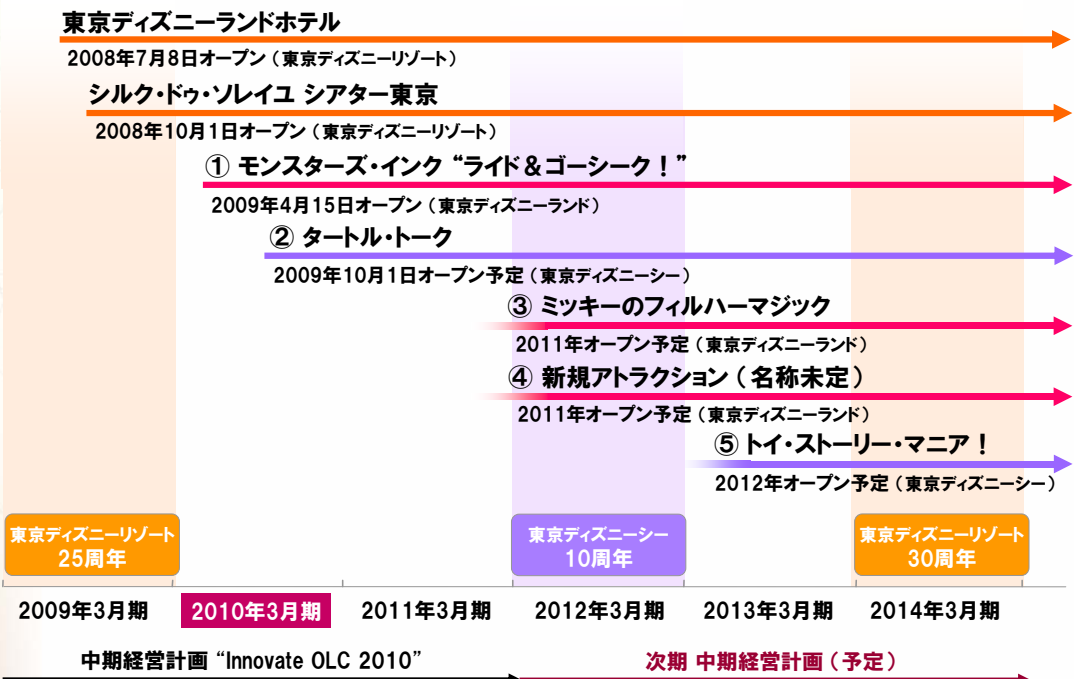 東京ディズニーランドホテル
2008年7月8日オープン（東京ディズニーリゾート）
シルク・ドゥ・ソレイユ シアター東京
2008年10月1日オープン（東京ディズニーリゾート）
① モンスターズ・インク “ライド＆ゴーシーク！”
2009年4月15日オープン（東京ディズニーランド）
② タートル・トーク
2009年10月1日オープン予定（東京ディズニーシー）
③ ミッキーのフィルハーマジック
2011年オープン予定（東京ディズニーランド）
④ 新規アトラクション（名称未定）
2011年オープン予定（東京ディズニーランド）
⑤ トイ・ストーリー・マニア！
2012年オープン予定（東京ディズニーシー）
東京ディズニーリゾート
25周年
東京ディズニーシー
10周年
東京ディズニーリゾート
30周年
2009年3月期 2010年3月期 2011年3月期 2012年3月期 2013年3月期 2014年3月期
中期経営計画 “Innovate OLC 2010” 次期 中期経営計画（予定）